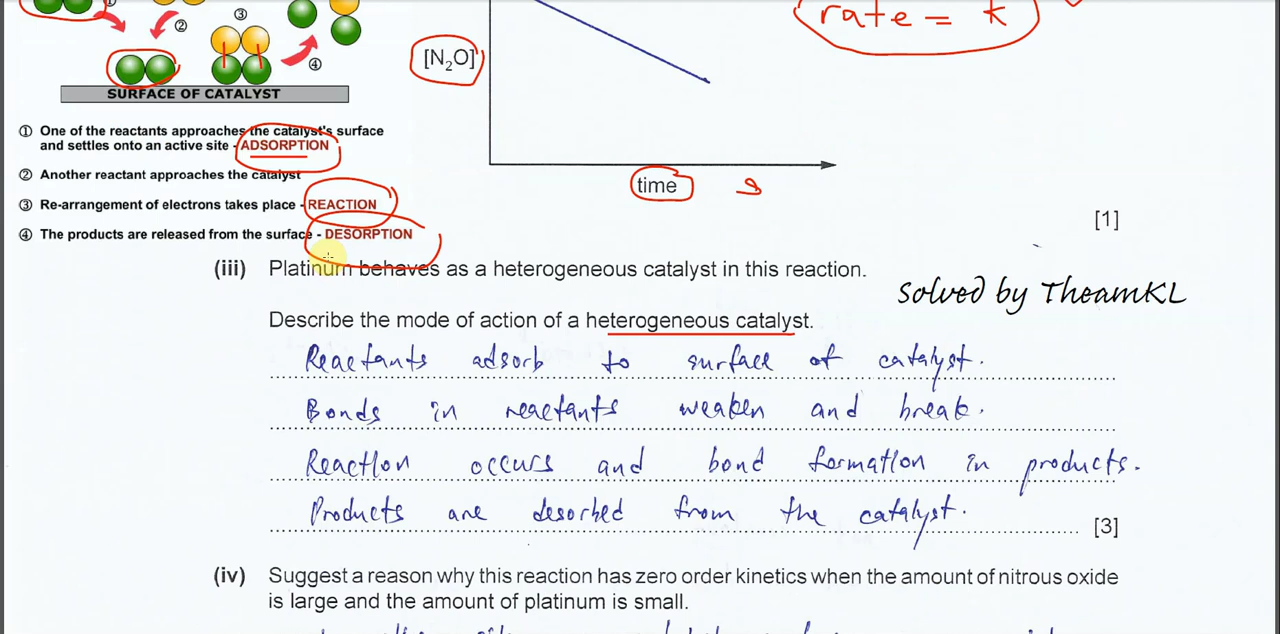 rate = k
①
②
③
④
SURFACE OF CATALYST
[N₂O]
① One of the reactants approaches the catalyst's surface
and settles onto an active site - ADSORPTION
② Another reactant approaches the catalyst
③ Re-arrangement of electrons takes place - REACTION
④ The products are released from the surface - DESORPTION
time
s
[1]
(iii) Platinum behaves as a heterogeneous catalyst in this reaction.
Solved by TheamKL
Describe the mode of action of a heterogeneous catalyst.
Reactants adsorb to surface of catalyst.
Bonds in reactants weaken and break.
Reaction occurs and bond formation in products.
Products are desorbed from the catalyst.
[3]
(iv) Suggest a reason why this reaction has zero order kinetics when the amount of nitrous oxide
is large and the amount of platinum is small.